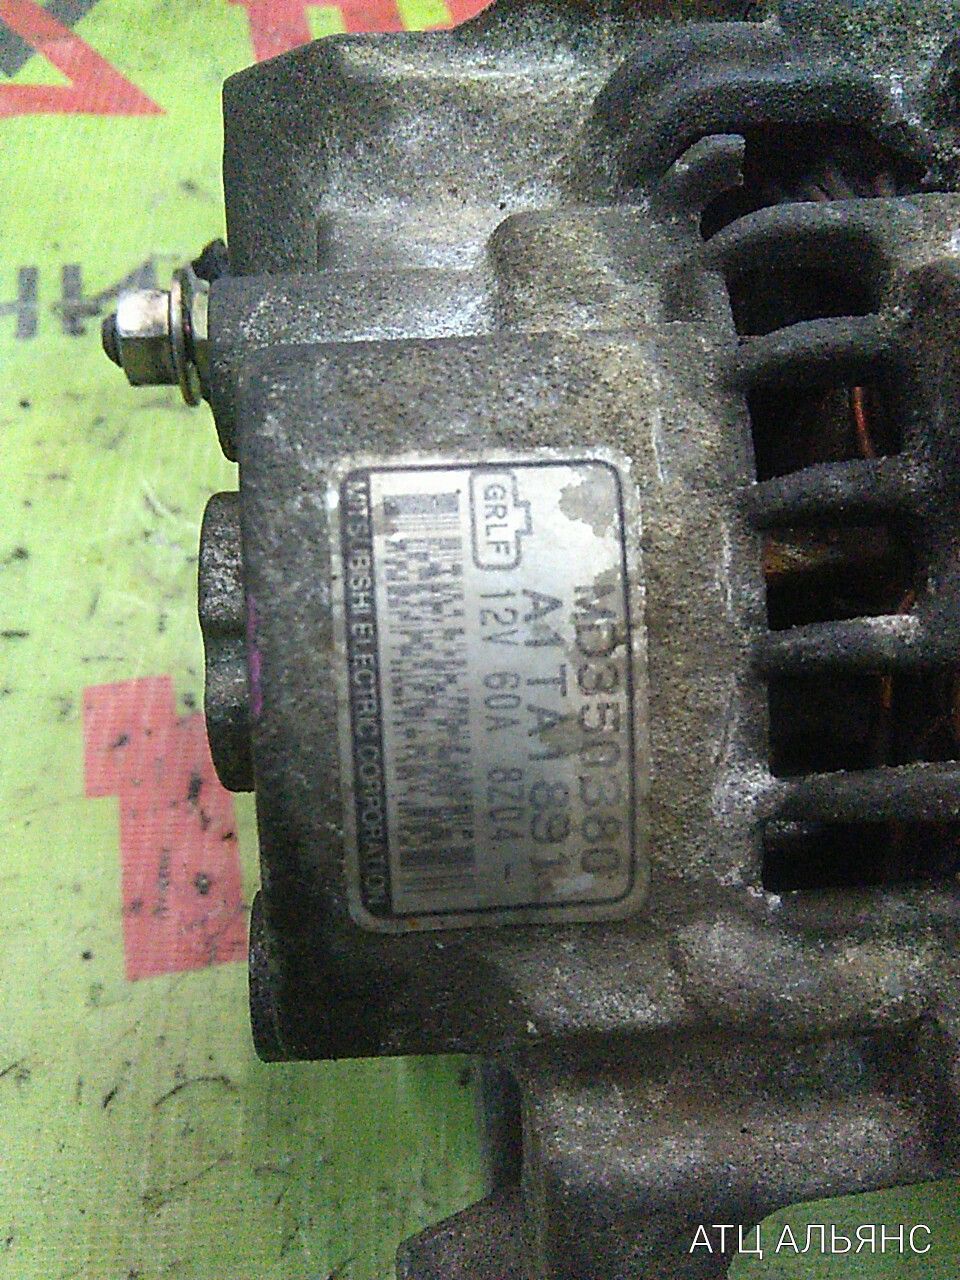 MD350380
A1TA1891
GRLF
12V 60A 8Z04-
MITSUBISHI ELECTRIC CORPORATION
АТЦ АЛЬЯНС